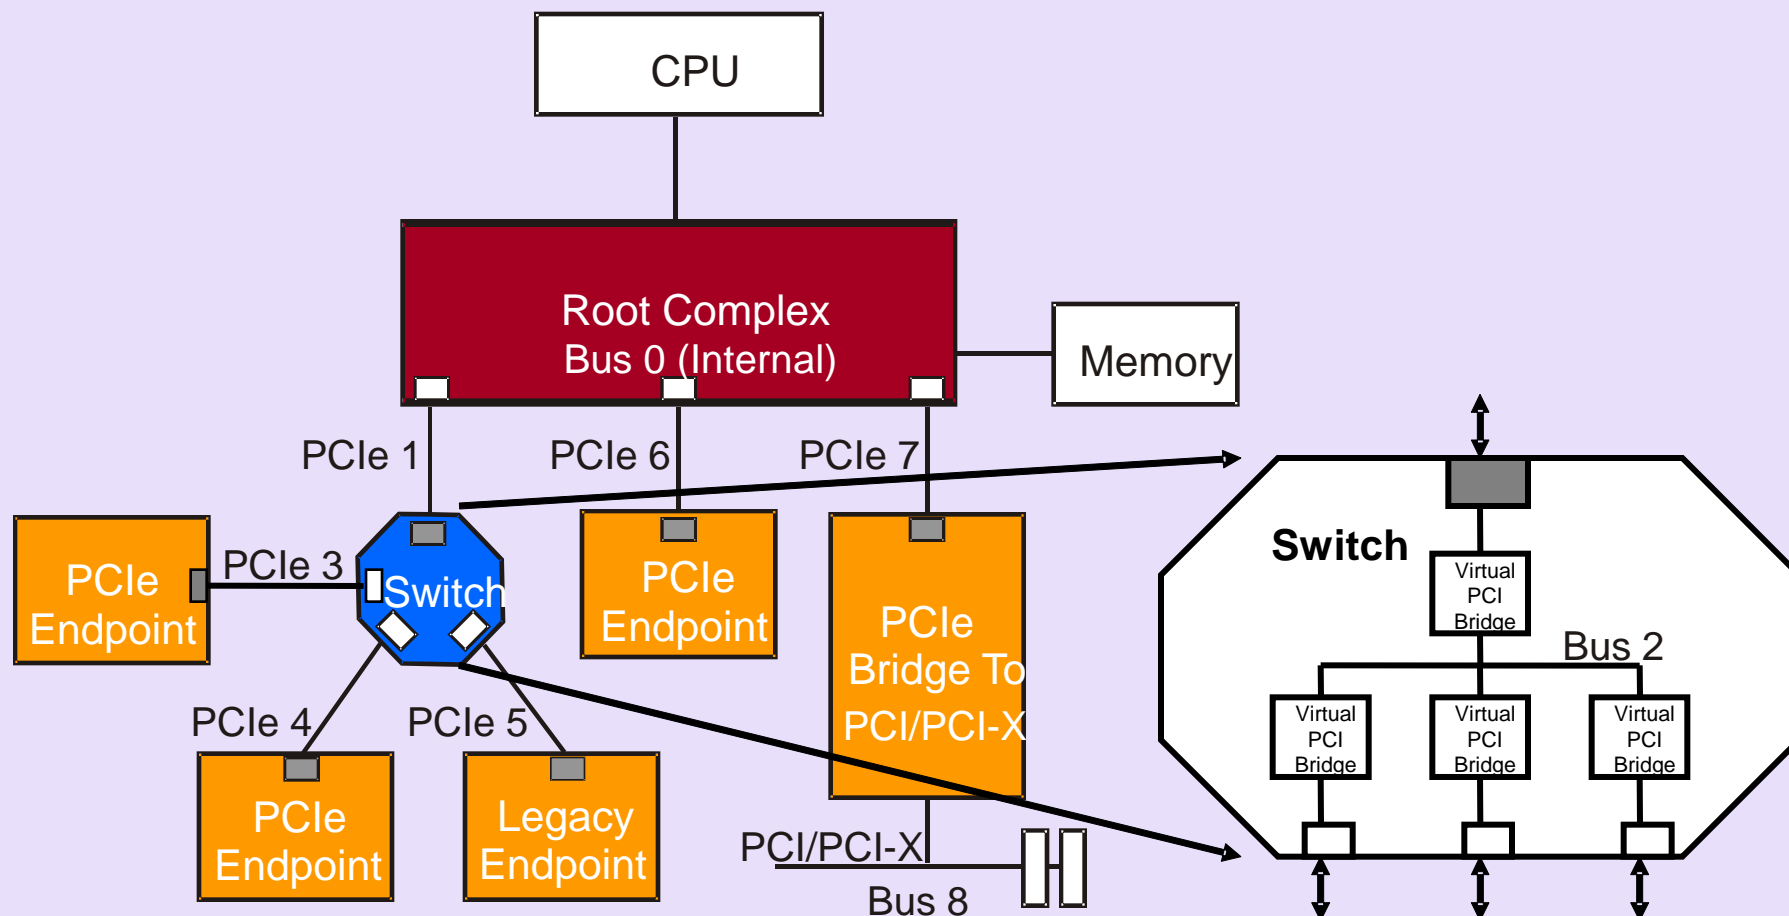 CPU
Root Complex
Bus 0 (Internal)
Memory
PCIe 1
PCIe 6
PCIe 7
PCIe
Endpoint
PCIe 3
Switch
PCIe
Endpoint
PCIe
Bridge To
PCI/PCI-X
PCIe 4
PCIe 5
PCIe
Endpoint
Legacy
Endpoint
PCI/PCI-X
Bus 8
Switch
Virtual
PCI
Bridge
Bus 2
Virtual
PCI
Bridge
Virtual
PCI
Bridge
Virtual
PCI
Bridge